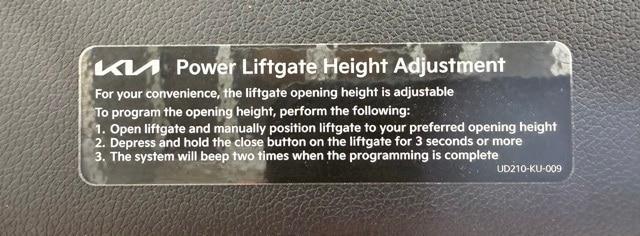 KIA Power Liftgate Height Adjustment
For your convenience, the liftgate opening height is adjustable
To program the opening height, perform the following:
1. Open liftgate and manually position liftgate to your preferred opening height
2. Depress and hold the close button on the liftgate for 3 seconds or more
3. The system will beep two times when the programming is complete
UD210-KU-009